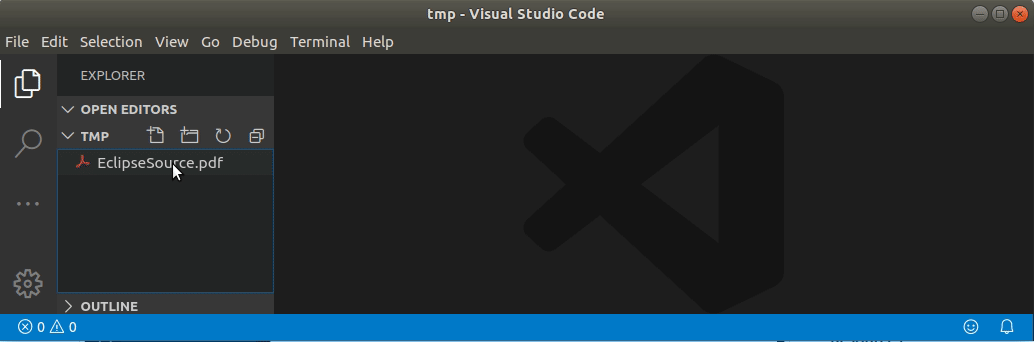 tmp - Visual Studio Code
File Edit Selection View Go Debug Terminal Help
EXPLORER
OPEN EDITORS
TMP
EclipseSource.pdf
OUTLINE
0 0